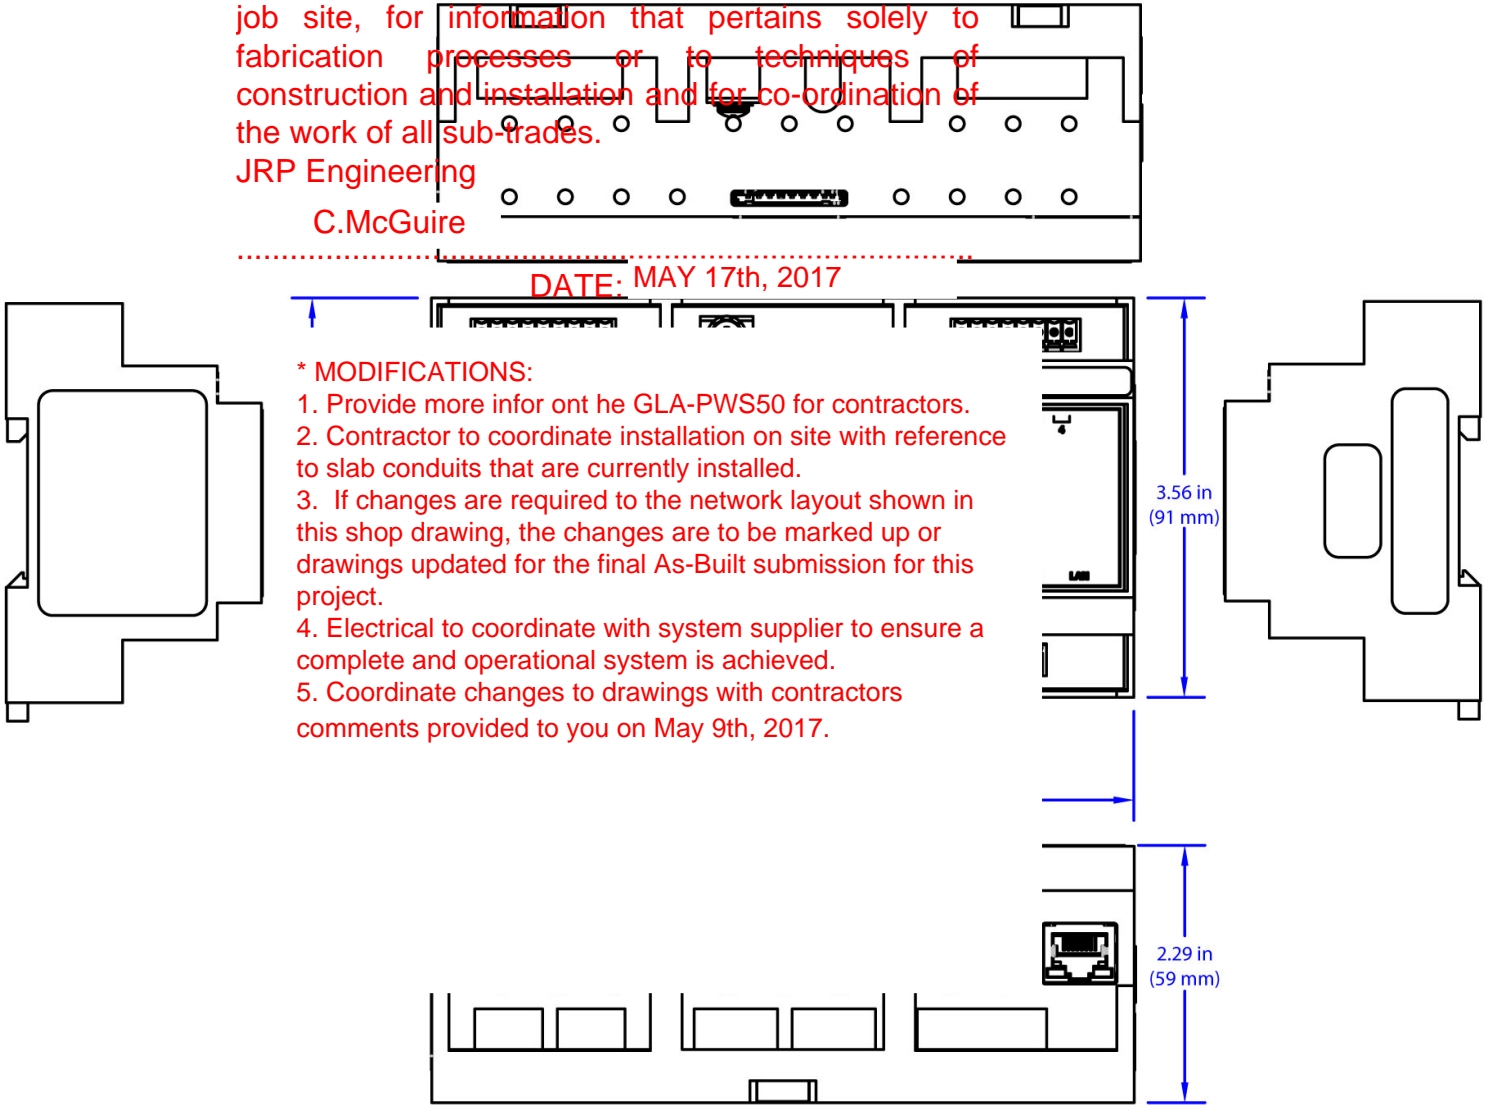 job site, for information that pertains solely to
fabrication processes or to techniques of
construction and installation and for co-ordination of
the work of all sub-trades.
JRP Engineering
C.McGuire
DATE: MAY 17th, 2017
* MODIFICATIONS:
1. Provide more infor ont he GLA-PWS50 for contractors.
2. Contractor to coordinate installation on site with reference
to slab conduits that are currently installed.
3. If changes are required to the network layout shown in
this shop drawing, the changes are to be marked up or
drawings updated for the final As-Built submission for this
project.
4. Electrical to coordinate with system supplier to ensure a
complete and operational system is achieved.
5. Coordinate changes to drawings with contractors
comments provided to you on May 9th, 2017.
4
LAN
3.56 in
(91 mm)
2.29 in
(59 mm)